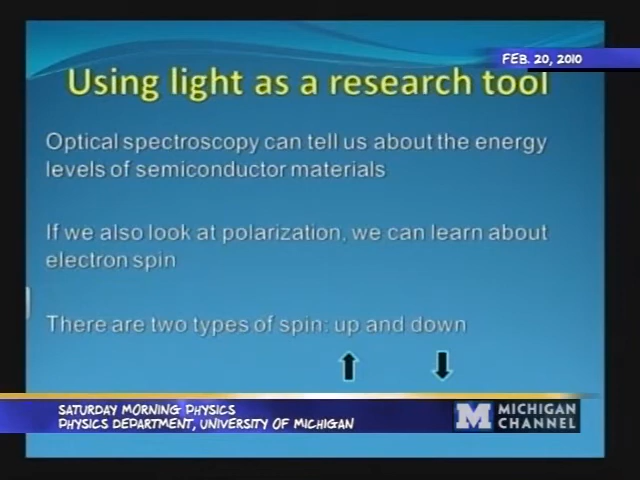 FEB. 20, 2010
Using light as a research tool
Optical spectroscopy can tell us about the energy
levels of semiconductor materials
If we also look at polarization, we can learn about
electron spin
There are two types of spin: up and down
SATURDAY MORNING PHYSICS
PHYSICS DEPARTMENT, UNIVERSITY OF MICHIGAN
M MICHIGAN
CHANNEL